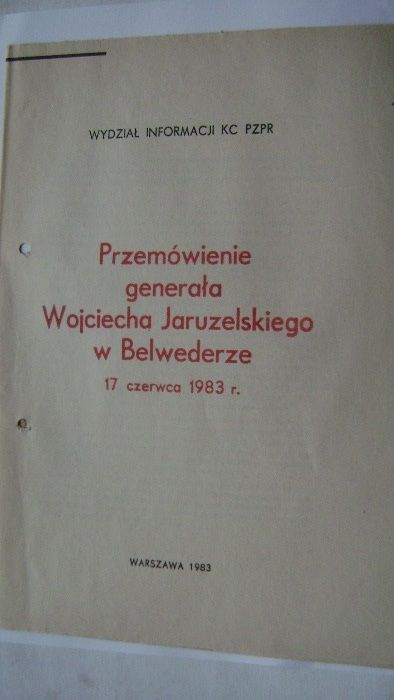 WYDZIAŁ INFORMACJI KC PZPR
Przemówienie
generała
Wojciecha Jaruzelskiego
w Belwederze
17 czerwca 1983 r.
WARSZAWA 1983